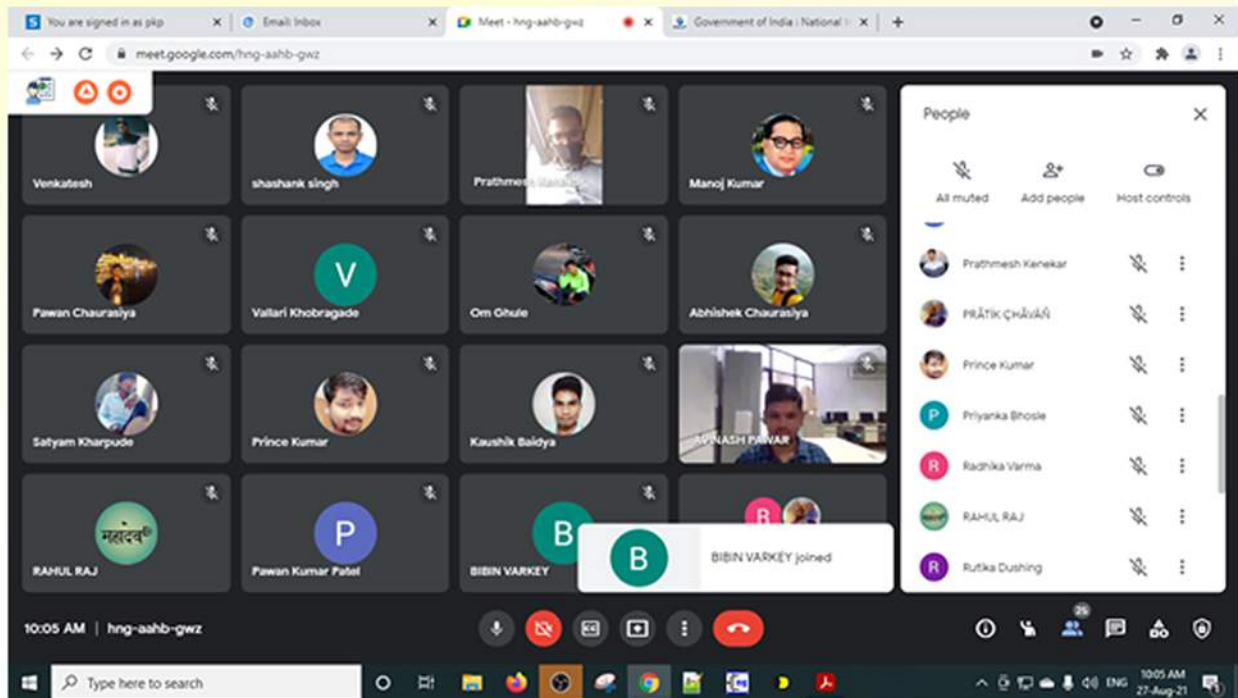 You are signed in as pkp
Email: Inbox
Meet - hng-aahb-gwz
Government of India : National I
meet.google.com/hng-aahb-gwz
Venkatesh
shashank singh
Prathmesh Kenekar
Manoj Kumar
Pawan Chaurasiya
Vallari Khobragade
V
Om Ghule
Abhishek Chaurasiya
Satyam Kharpude
Prince Kumar
Kaushik Baidya
AVINASH PAWAR
महादेव
RAHUL RAJ
P
Pawan Kumar Patel
B
BIBIN VARKEY
R
B
BIBIN VARKEY joined
People
All muted
Add people
Host controls
Prathmesh Kenekar
PRÃTIK ÇHÃVÃÑ
Prince Kumar
P Priyanka Bhosle
R Radhika Varma
RAHUL RAJ
R Rutika Dushing
10:05 AM | hng-aahb-gwz
25
Type here to search
ENG
10:05 AM
27-Aug-21